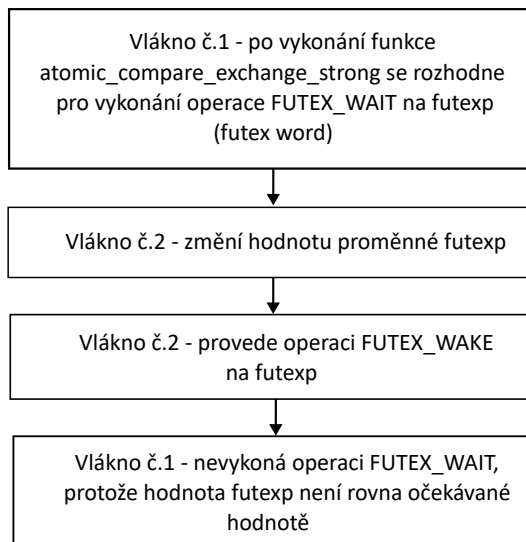 Vlákno č.1 - po vykonání funkce
atomic_compare_exchange_strong se rozhodne
pro vykonání operace FUTEX_WAIT na futexp
(futex word)
Vlákno č.2 - změní hodnotu proměnné futexp
Vlákno č.2 - provede operaci FUTEX_WAKE
na futexp
Vlákno č.1 - nevykoná operaci FUTEX_WAIT,
protože hodnota futexp není rovna očekávané
hodnotě